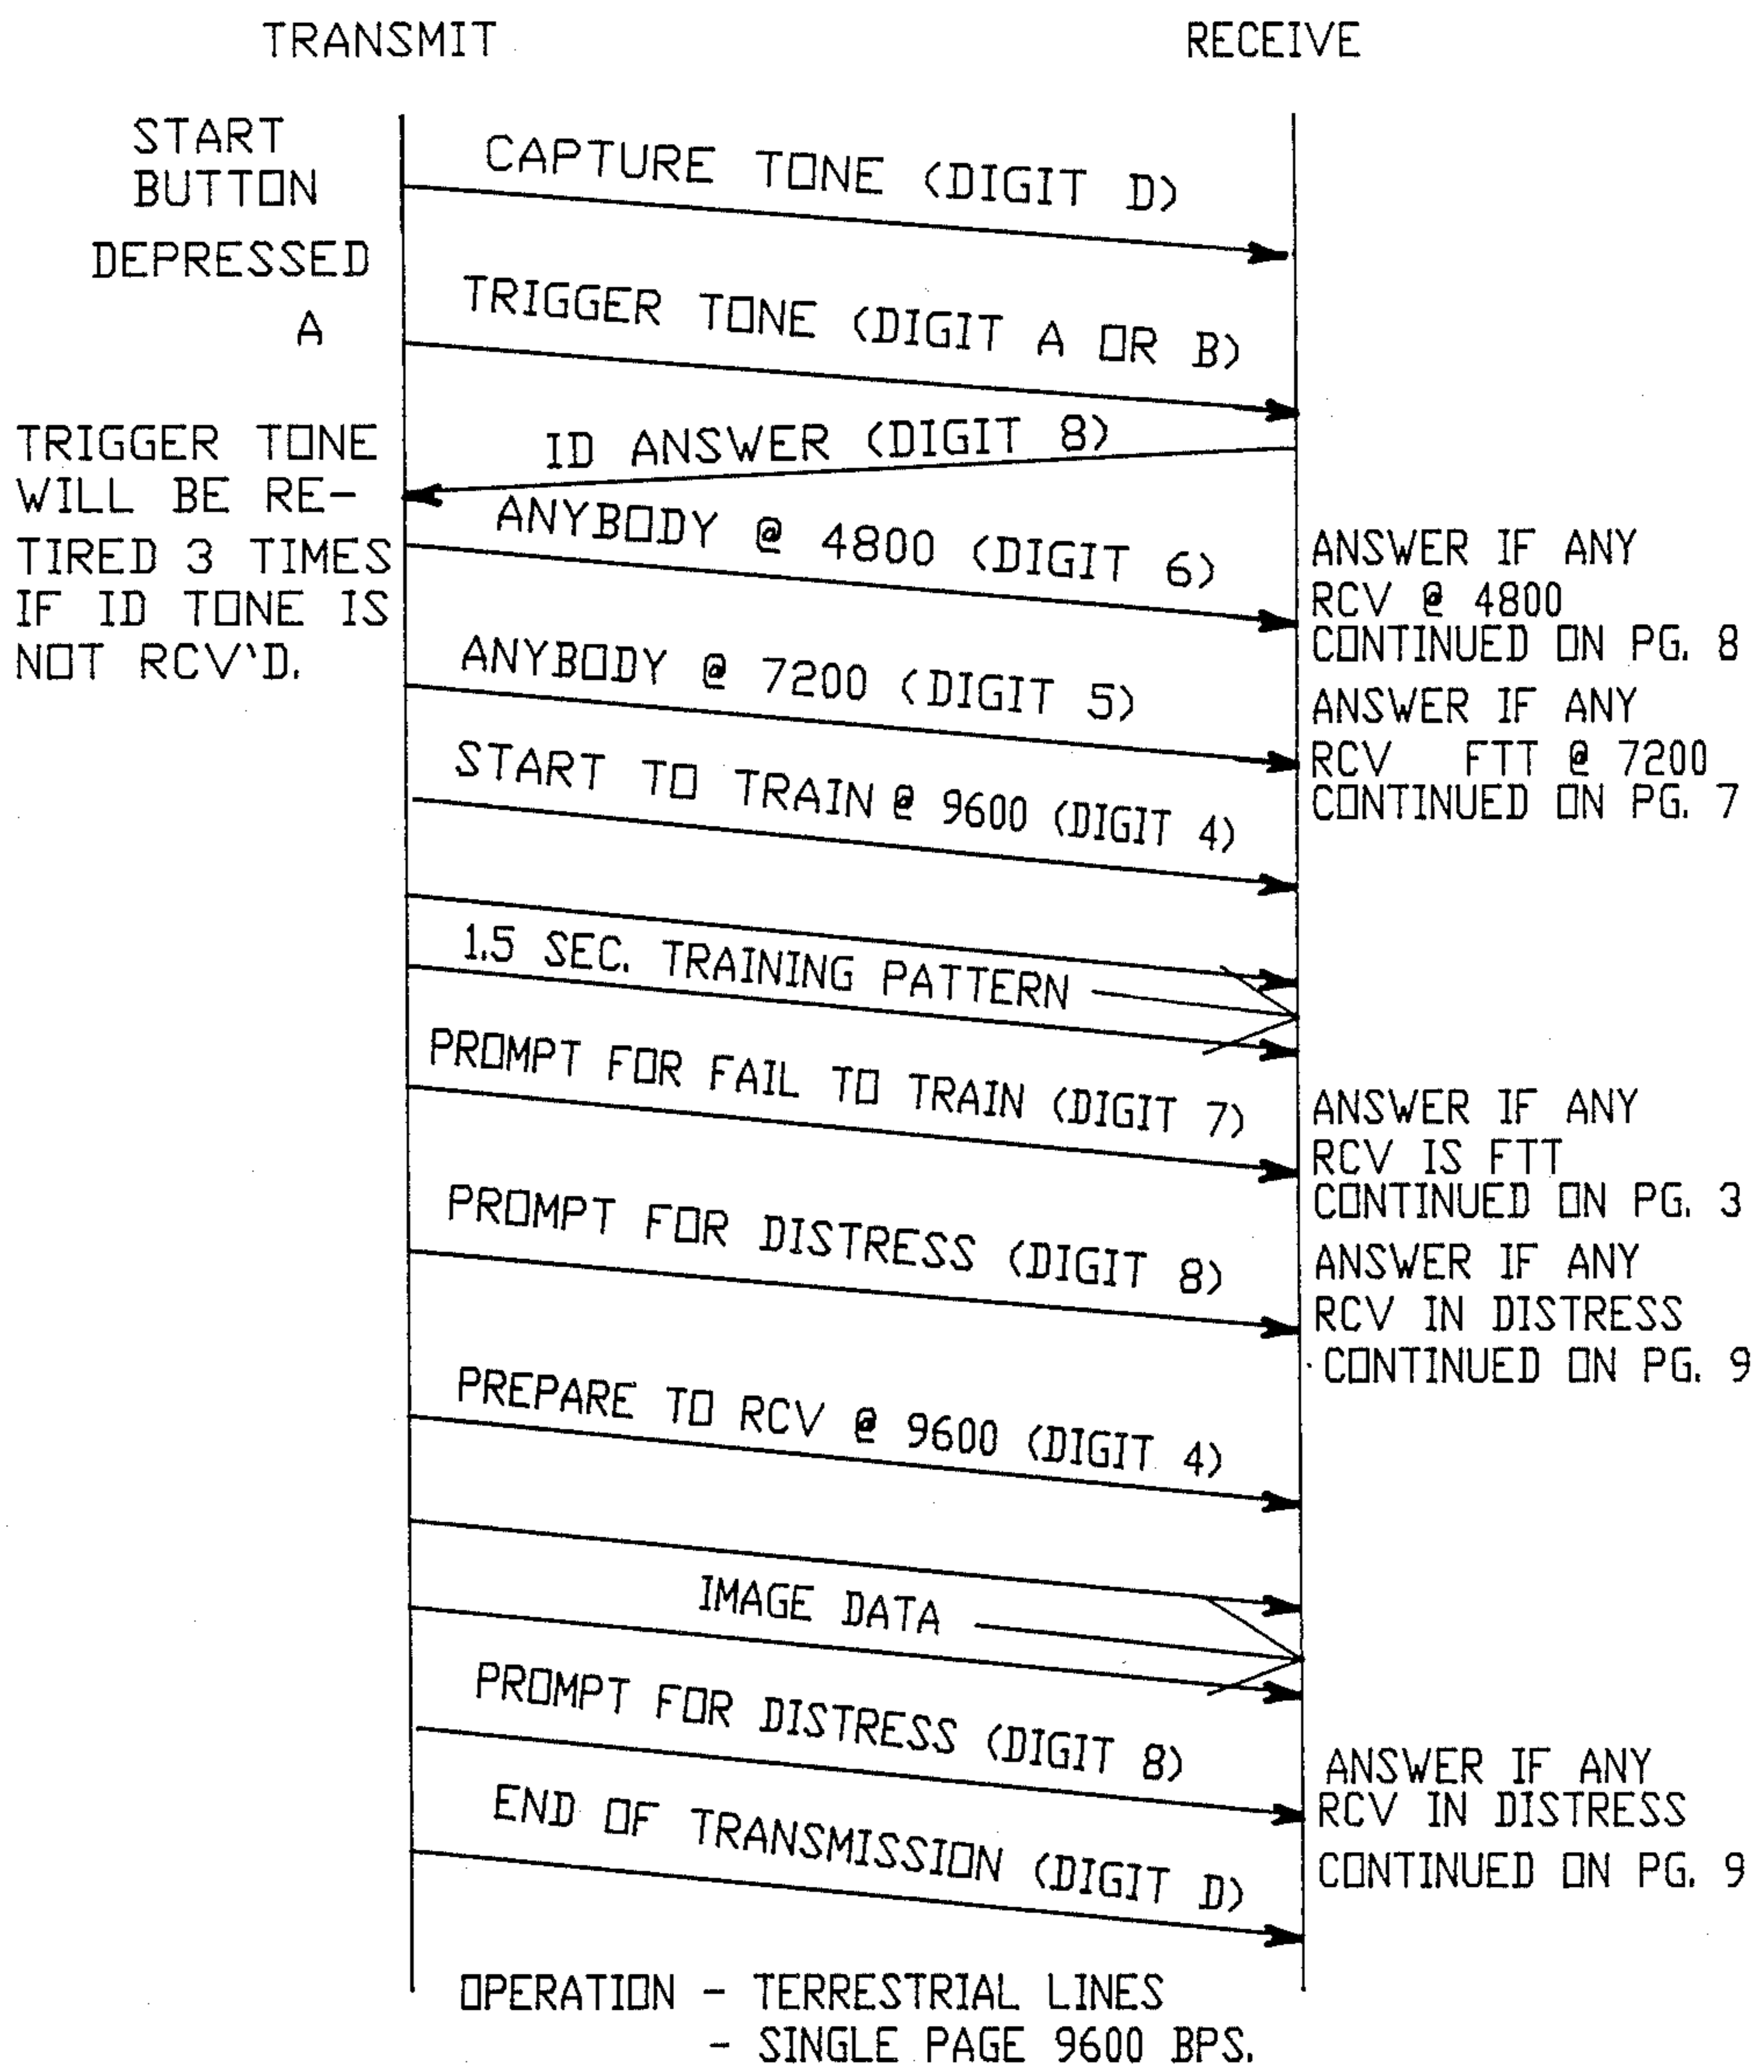 TRANSMIT
RECEIVE
START
BUTTON
DEPRESSED
A
CAPTURE TONE (DIGIT D)
TRIGGER TONE (DIGIT A OR B)
ID ANSWER (DIGIT 8)
TRIGGER TONE
WILL BE RE-
TIRED 3 TIMES
IF ID TONE IS
NOT RCV'D.
ANYBODY @ 4800 (DIGIT 6)
ANSWER IF ANY
RCV @ 4800
CONTINUED ON PG. 8
ANYBODY @ 7200 (DIGIT 5)
ANSWER IF ANY
RCV FTT @ 7200
CONTINUED ON PG. 7
START TO TRAIN @ 9600 (DIGIT 4)
1.5 SEC. TRAINING PATTERN
PROMPT FOR FAIL TO TRAIN (DIGIT 7)
ANSWER IF ANY
RCV IS FTT
CONTINUED ON PG. 3
PROMPT FOR DISTRESS (DIGIT 8)
ANSWER IF ANY
RCV IN DISTRESS
CONTINUED ON PG. 9
PREPARE TO RCV @ 9600 (DIGIT 4)
IMAGE DATA
PROMPT FOR DISTRESS (DIGIT 8)
ANSWER IF ANY
RCV IN DISTRESS
CONTINUED ON PG. 9
END OF TRANSMISSION (DIGIT D)
OPERATION - TERRESTRIAL LINES
- SINGLE PAGE 9600 BPS.